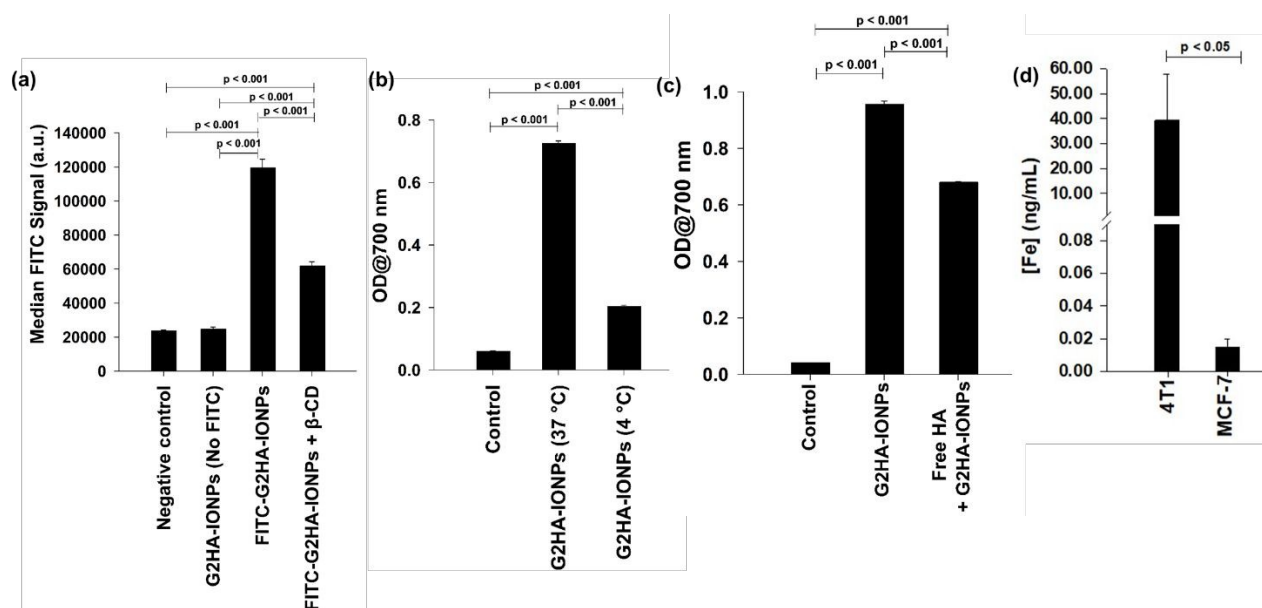 (a)
p < 0.001
p < 0.001
p < 0.001
p < 0.001
p < 0.001
Median FITC Signal (a.u.)
140000
120000
100000
80000
60000
40000
20000
0
Negative control
G2HA-IONPs (No FITC)
FITC-G2HA-IONPs
FITC-G2HA-IONPs + β-CD
(b)
p < 0.001
p < 0.001
p < 0.001
OD@700 nm
0.8
0.6
0.4
0.2
0.0
Control
G2HA-IONPs (37 °C)
G2HA-IONPs (4 °C)
(c)
p < 0.001
p < 0.001
p < 0.001
OD@700 nm
1.0
0.8
0.6
0.4
0.2
0.0
Control
G2HA-IONPs
Free HA
+ G2HA-IONPs
(d)
p < 0.05
[Fe] (ng/mL)
60.00
50.00
40.00
30.00
20.00
10.00
0.08
0.06
0.04
0.02
0.00
4T1
MCF-7